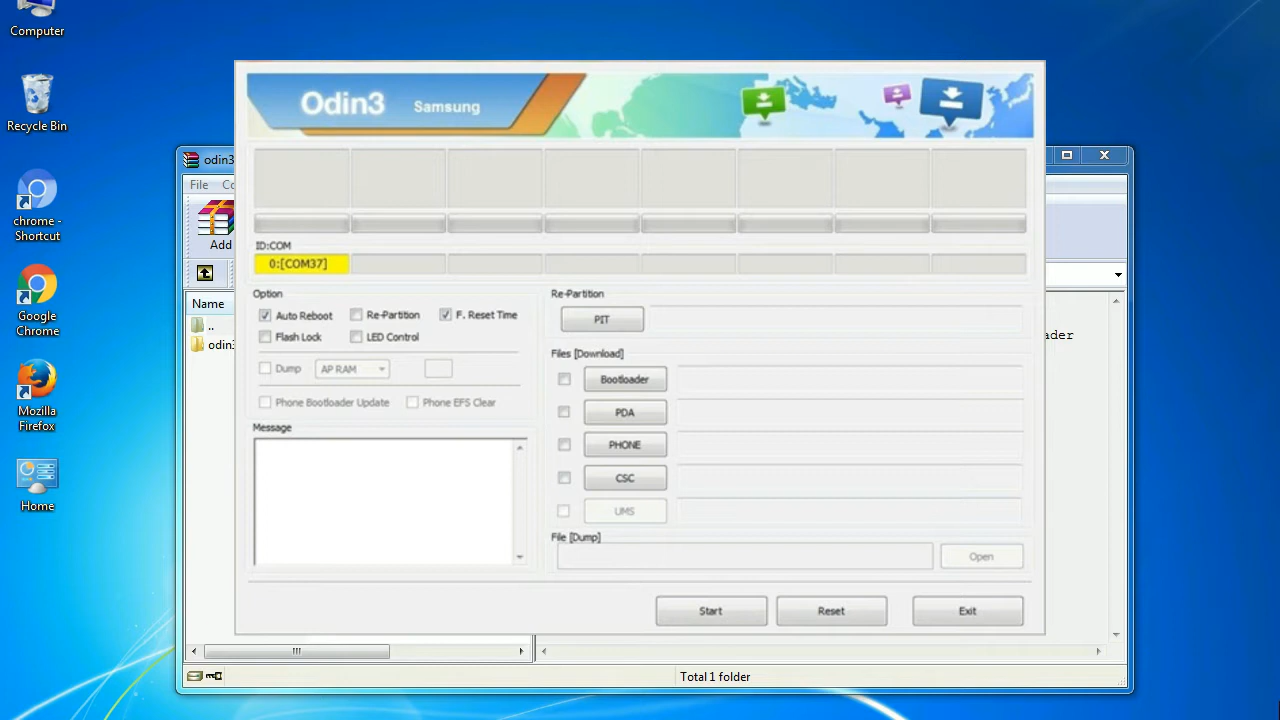 Computer
Recycle Bin
chrome -
Shortcut
Google
Chrome
Mozilla
Firefox
Home
odin3
File
Add
Name
..
odin3
Odin3 Samsung
ID:COM
0:[COM37]
Option
Auto Reboot Re-Partition F. Reset Time
Flash Lock LED Control
Dump AP RAM
Phone Bootloader Update Phone EFS Clear
Message
Re-Partition
PIT
Files [Download]
Bootloader
PDA
PHONE
CSC
UMS
File [Dump]
Open
Start Reset Exit
Total 1 folder